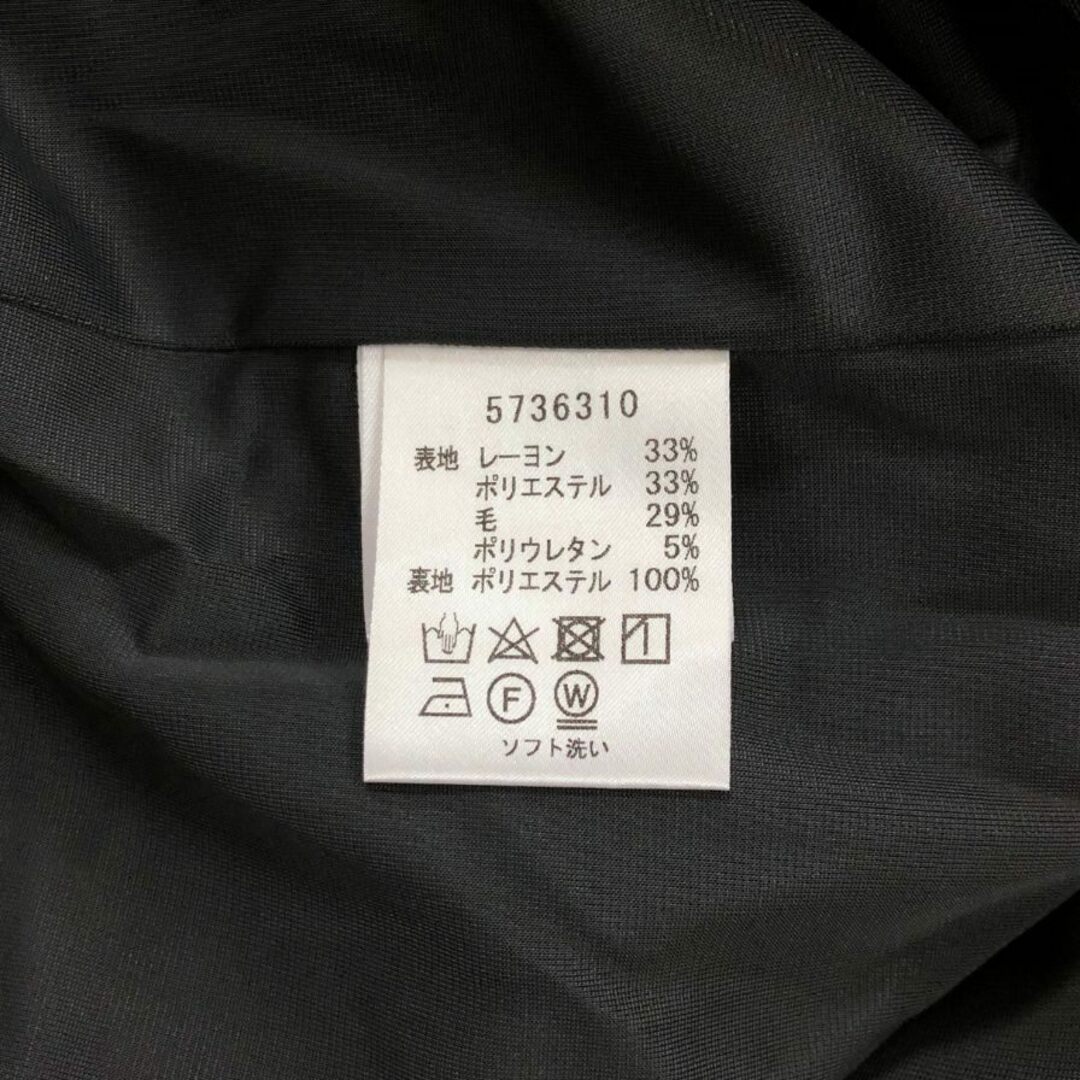 5736310
表地 レーヨン 33%
ポリエステル 33%
毛 29%
ポリウレタン 5%
裏地 ポリエステル 100%
F W
ソフト洗い